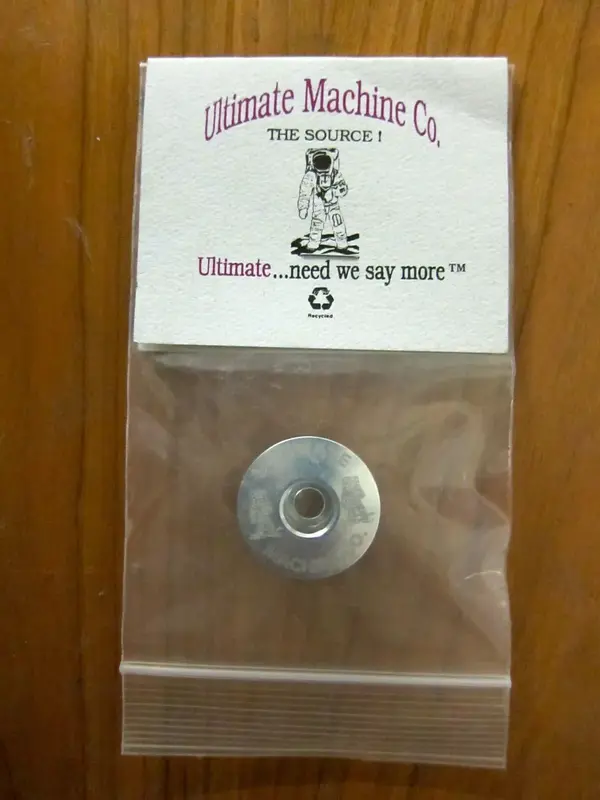 Ultimate Machine Co.
THE SOURCE !
Ultimate...need we say more™
Recycled